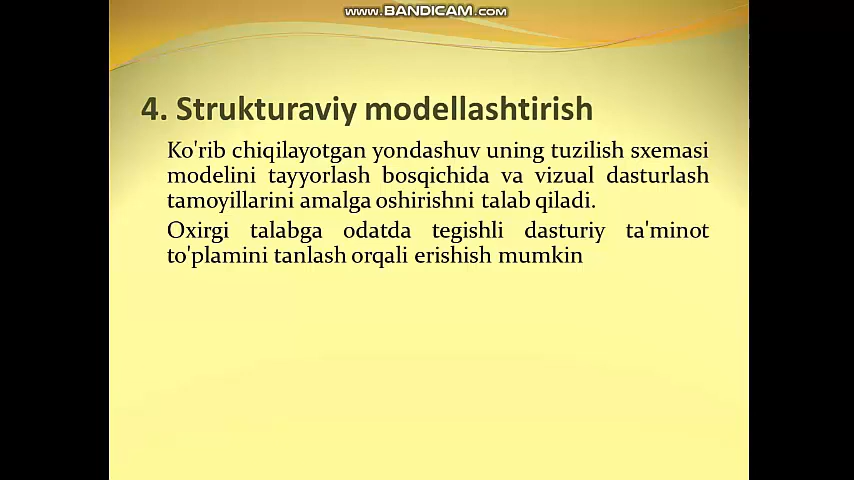 www.BANDICAM.com
4. Strukturaviy modellashtirish
Ko'rib chiqilayotgan yondashuv uning tuzilish sxemasi
modelini tayyorlash bosqichida va vizual dasturlash
tamoyillarini amalga oshirishni talab qiladi.
Oxirgi talabga odatda tegishli dasturiy ta'minot
to'plamini tanlash orqali erishish mumkin